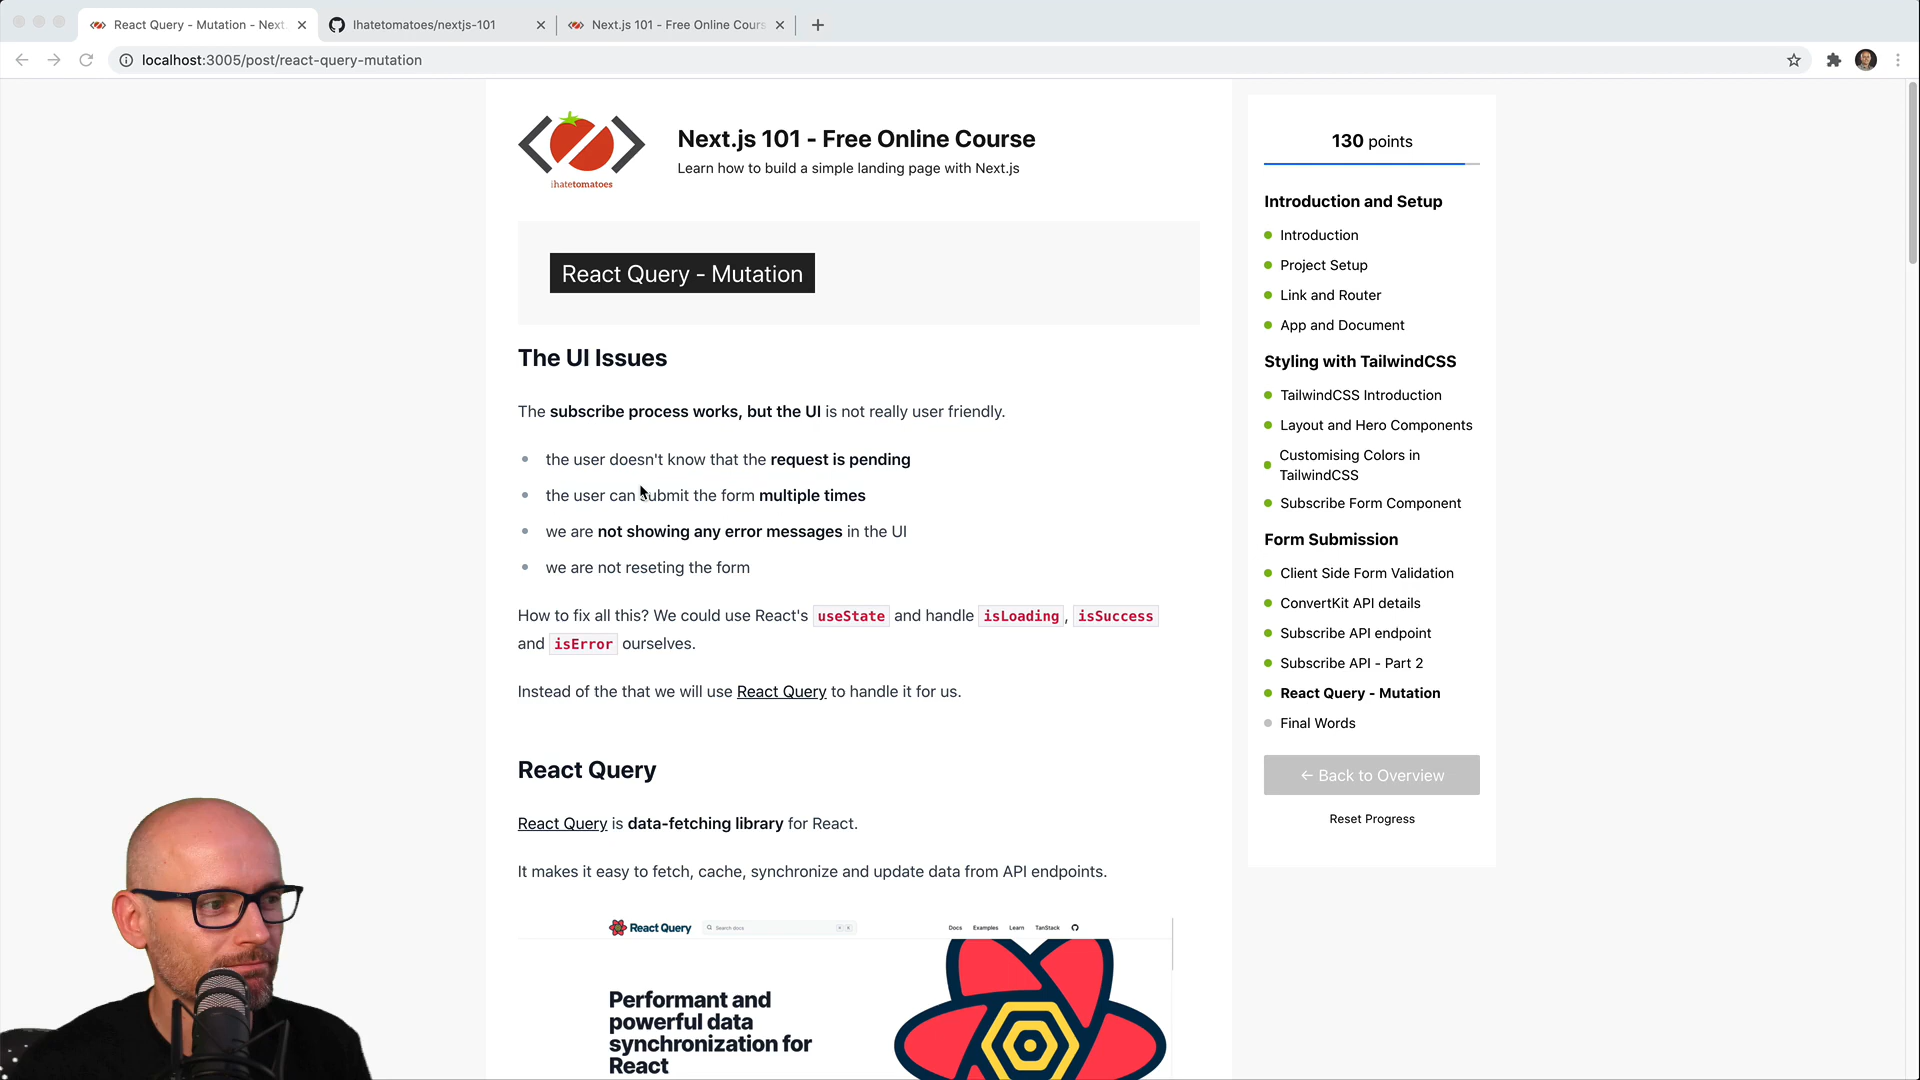 React Query - Mutation - Next.
Ihatetomatoes/nextjs-101
Next.js 101 - Free Online Cours
localhost:3005/post/react-query-mutation
ihatetomatoes
Next.js 101 - Free Online Course
Learn how to build a simple landing page with Next.js
React Query - Mutation
The UI Issues
The subscribe process works, but the UI is not really user friendly.
the user doesn't know that the request is pending
the user can submit the form multiple times
we are not showing any error messages in the UI
we are not reseting the form
How to fix all this? We could use React's useState and handle isLoading, isSuccess
and isError ourselves.
Instead of the that we will use React Query to handle it for us.
React Query
React Query is data-fetching library for React.
It makes it easy to fetch, cache, synchronize and update data from API endpoints.
React Query
Search docs
Docs Examples Learn TanStack
Performant and
powerful data
synchronization for
React
130 points
Introduction and Setup
Introduction
Project Setup
Link and Router
App and Document
Styling with TailwindCSS
TailwindCSS Introduction
Layout and Hero Components
Customising Colors in
TailwindCSS
Subscribe Form Component
Form Submission
Client Side Form Validation
ConvertKit API details
Subscribe API endpoint
Subscribe API - Part 2
React Query - Mutation
Final Words
← Back to Overview
Reset Progress